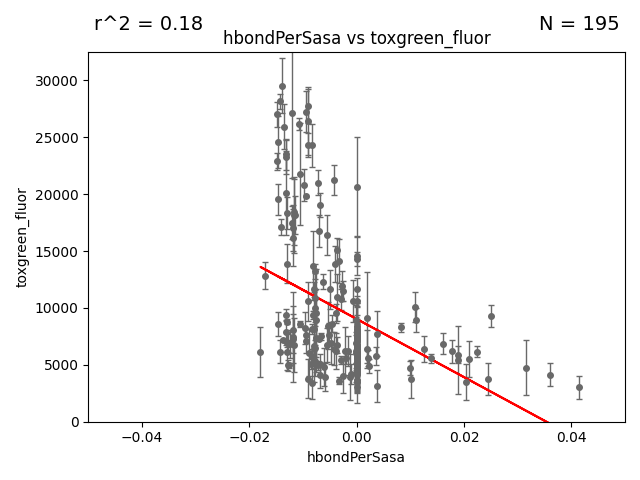 r^2 = 0.18
N = 195
hbondPerSasa vs toxgreen_fluor
30000
25000
20000
15000
10000
5000
0
toxgreen_fluor
−0.04
−0.02
0.00
0.02
0.04
hbondPerSasa